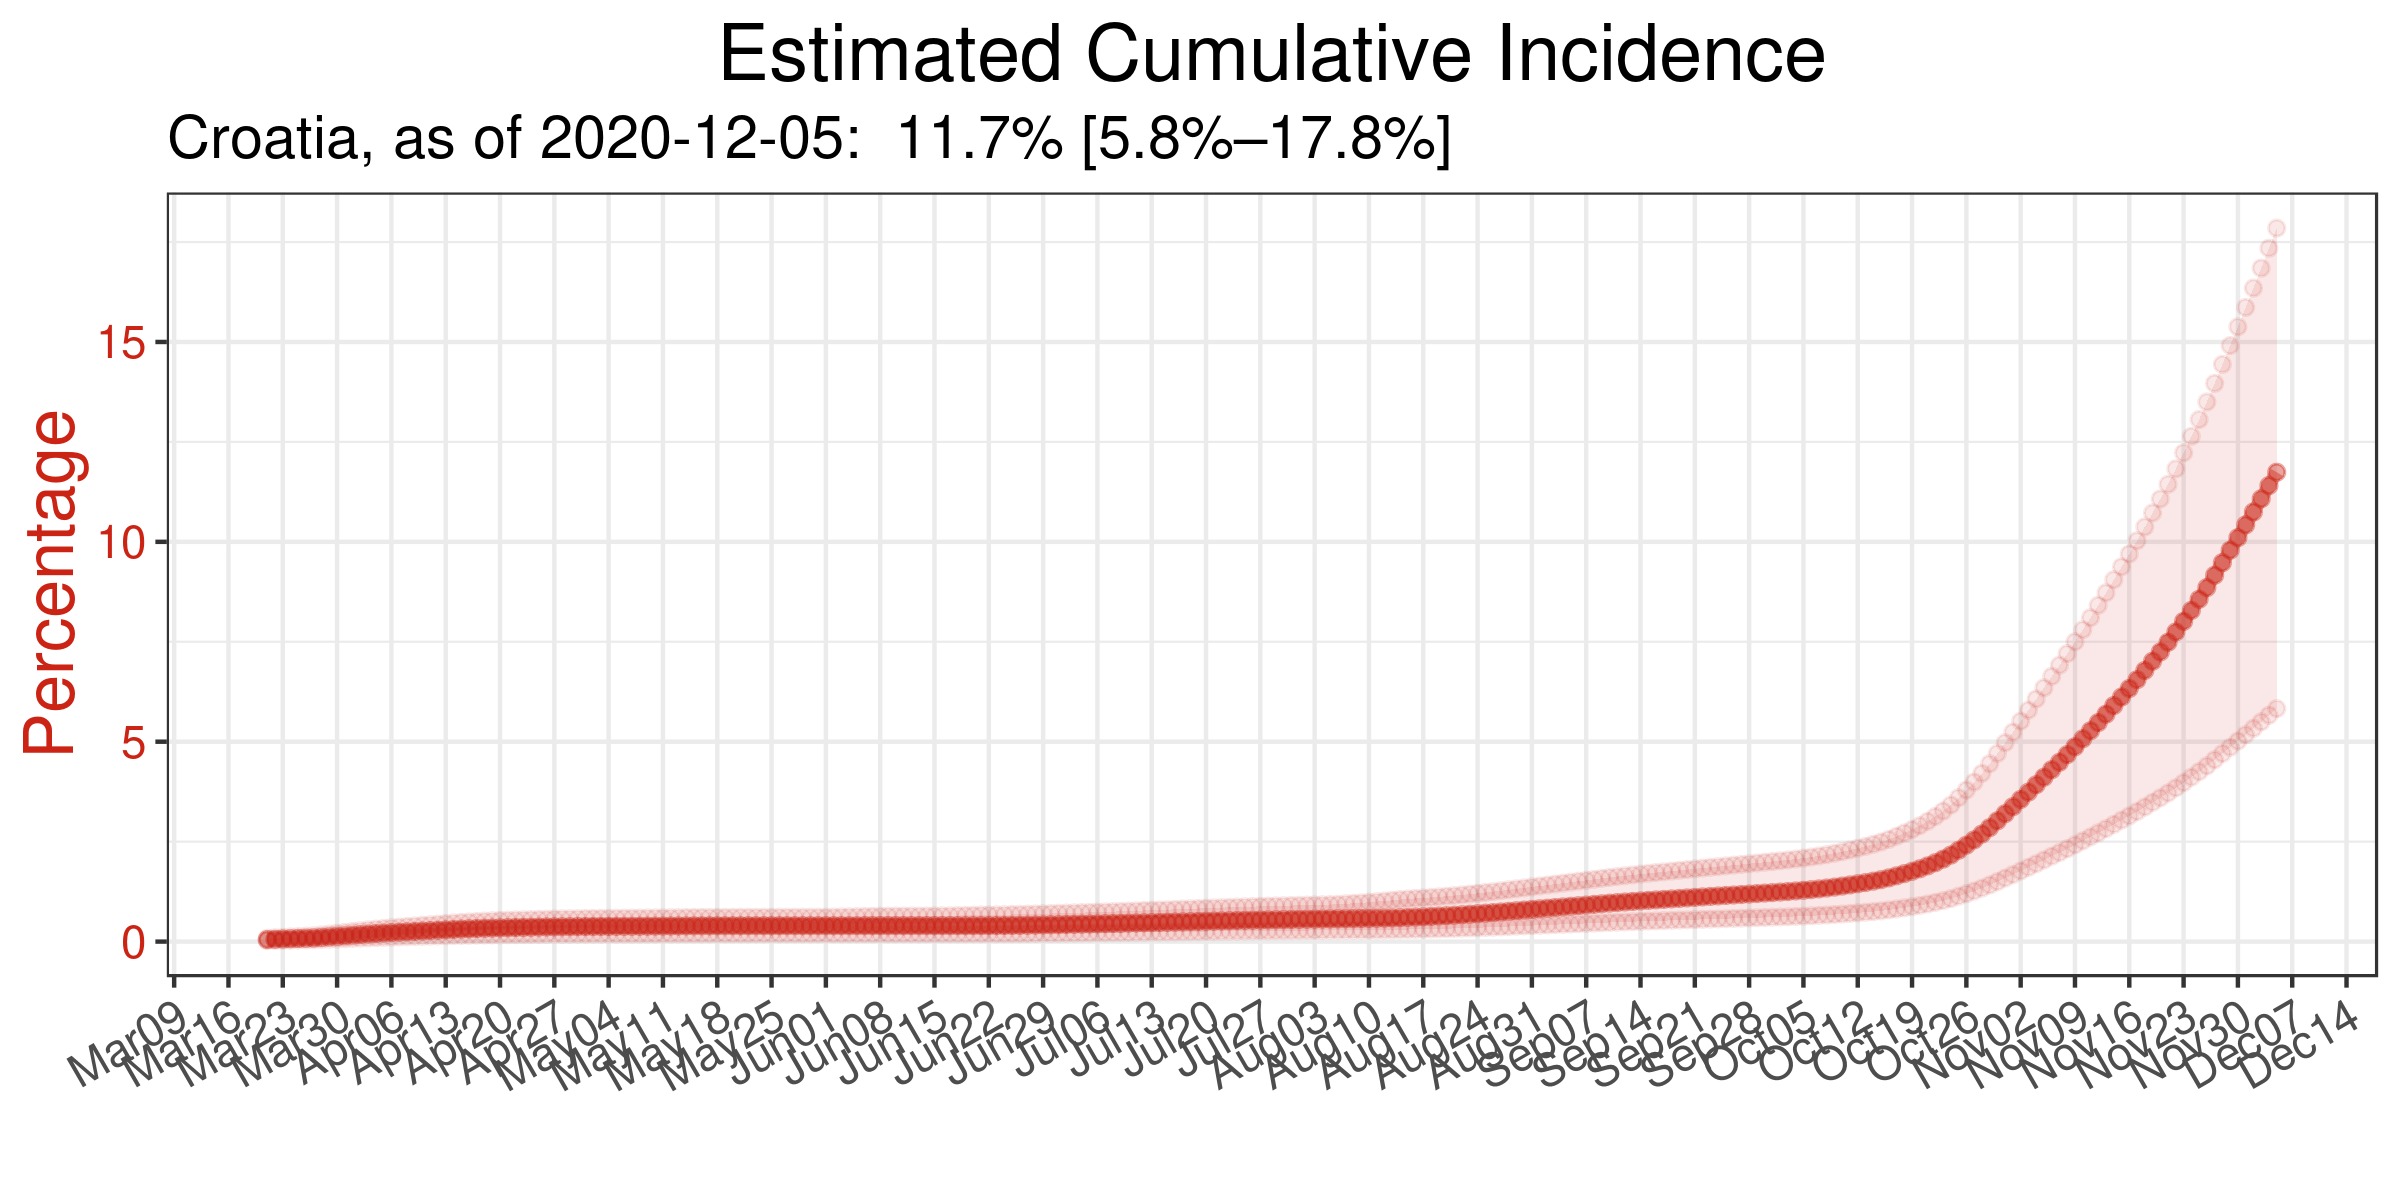 Estimated Cumulative Incidence
Croatia, as of 2020-12-05:  11.7% [5.8%–17.8%]
Percentage
15
10
5
0
Mar09
Mar16
Mar23
Mar30
Apr06
Apr13
Apr20
Apr27
May04
May11
May18
May25
Jun01
Jun08
Jun15
Jun22
Jun29
Jul06
Jul13
Jul20
Jul27
Aug03
Aug10
Aug17
Aug24
Aug31
Sep07
Sep14
Sep21
Sep28
Oct05
Oct12
Oct19
Oct26
Nov02
Nov09
Nov16
Nov23
Nov30
Dec07
Dec14